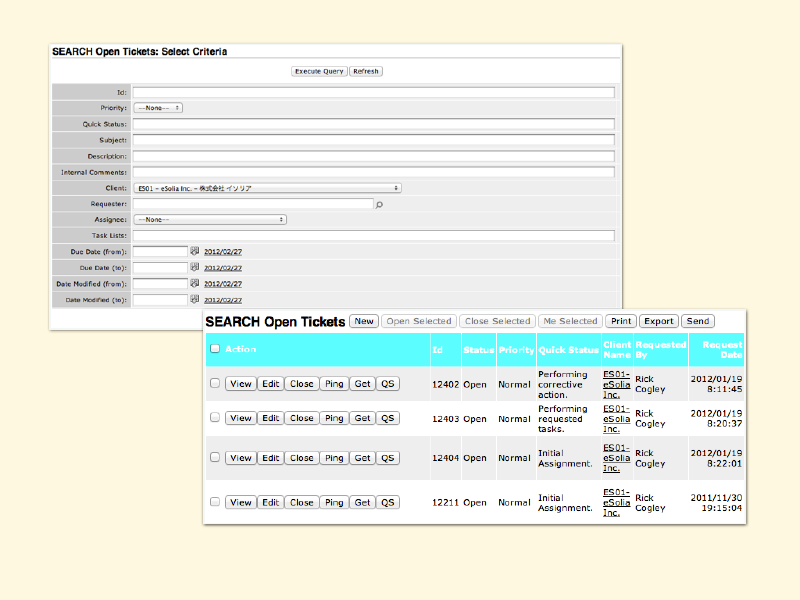 SEARCH Open Tickets: Select Criteria
Execute Query Refresh
Id:
Priority: --None--
Quick Status:
Subject:
Description:
Internal Comments:
Client: ES01 - eSolia Inc. - 株式会社 イソリア
Requester:
Assignee: --None--
Task Lists:
Due Date (from): 2012/02/27
Due Date (to): 2012/02/27
Date Modified (from): 2012/02/27
Date Modified (to): 2012/02/27
SEARCH Open Tickets New Open Selected Close Selected Me Selected Print Export Send
Action Id Status Priority Quick Status Client Name Requested By Request Date
View Edit Close Ping Get QS 12402 Open Normal Performing corrective action. ES01-eSolia Inc. Rick Cogley 2012/01/19 8:11:45
View Edit Close Ping Get QS 12403 Open Normal Performing requested tasks. ES01-eSolia Inc. Rick Cogley 2012/01/19 8:20:37
View Edit Close Ping Get QS 12404 Open Normal Initial Assignment. ES01-eSolia Inc. Rick Cogley 2012/01/19 8:22:01
View Edit Close Ping Get QS 12211 Open Normal Initial Assignment. ES01-eSolia Inc. Rick Cogley 2011/11/30 19:15:04